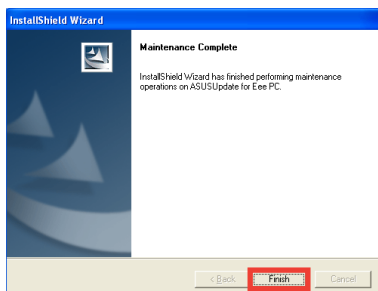 InstallShield Wizard
Maintenance Complete
InstallShield Wizard has finished performing maintenance
operations on ASUSUpdate for Eee PC.
< Back
Finish
Cancel